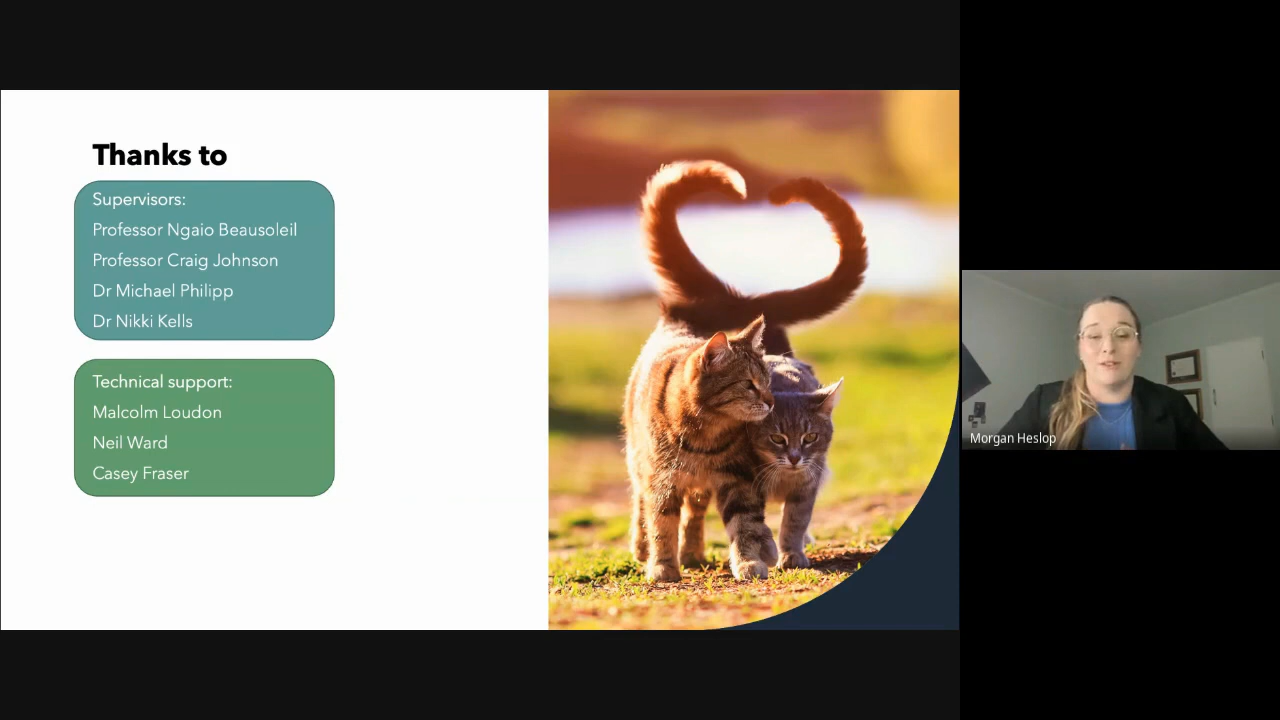 Thanks to
Supervisors:
Professor Ngaio Beausoleil
Professor Craig Johnson
Dr Michael Philipp
Dr Nikki Kells
Technical support:
Malcolm Loudon
Neil Ward
Casey Fraser
Morgan Heslop